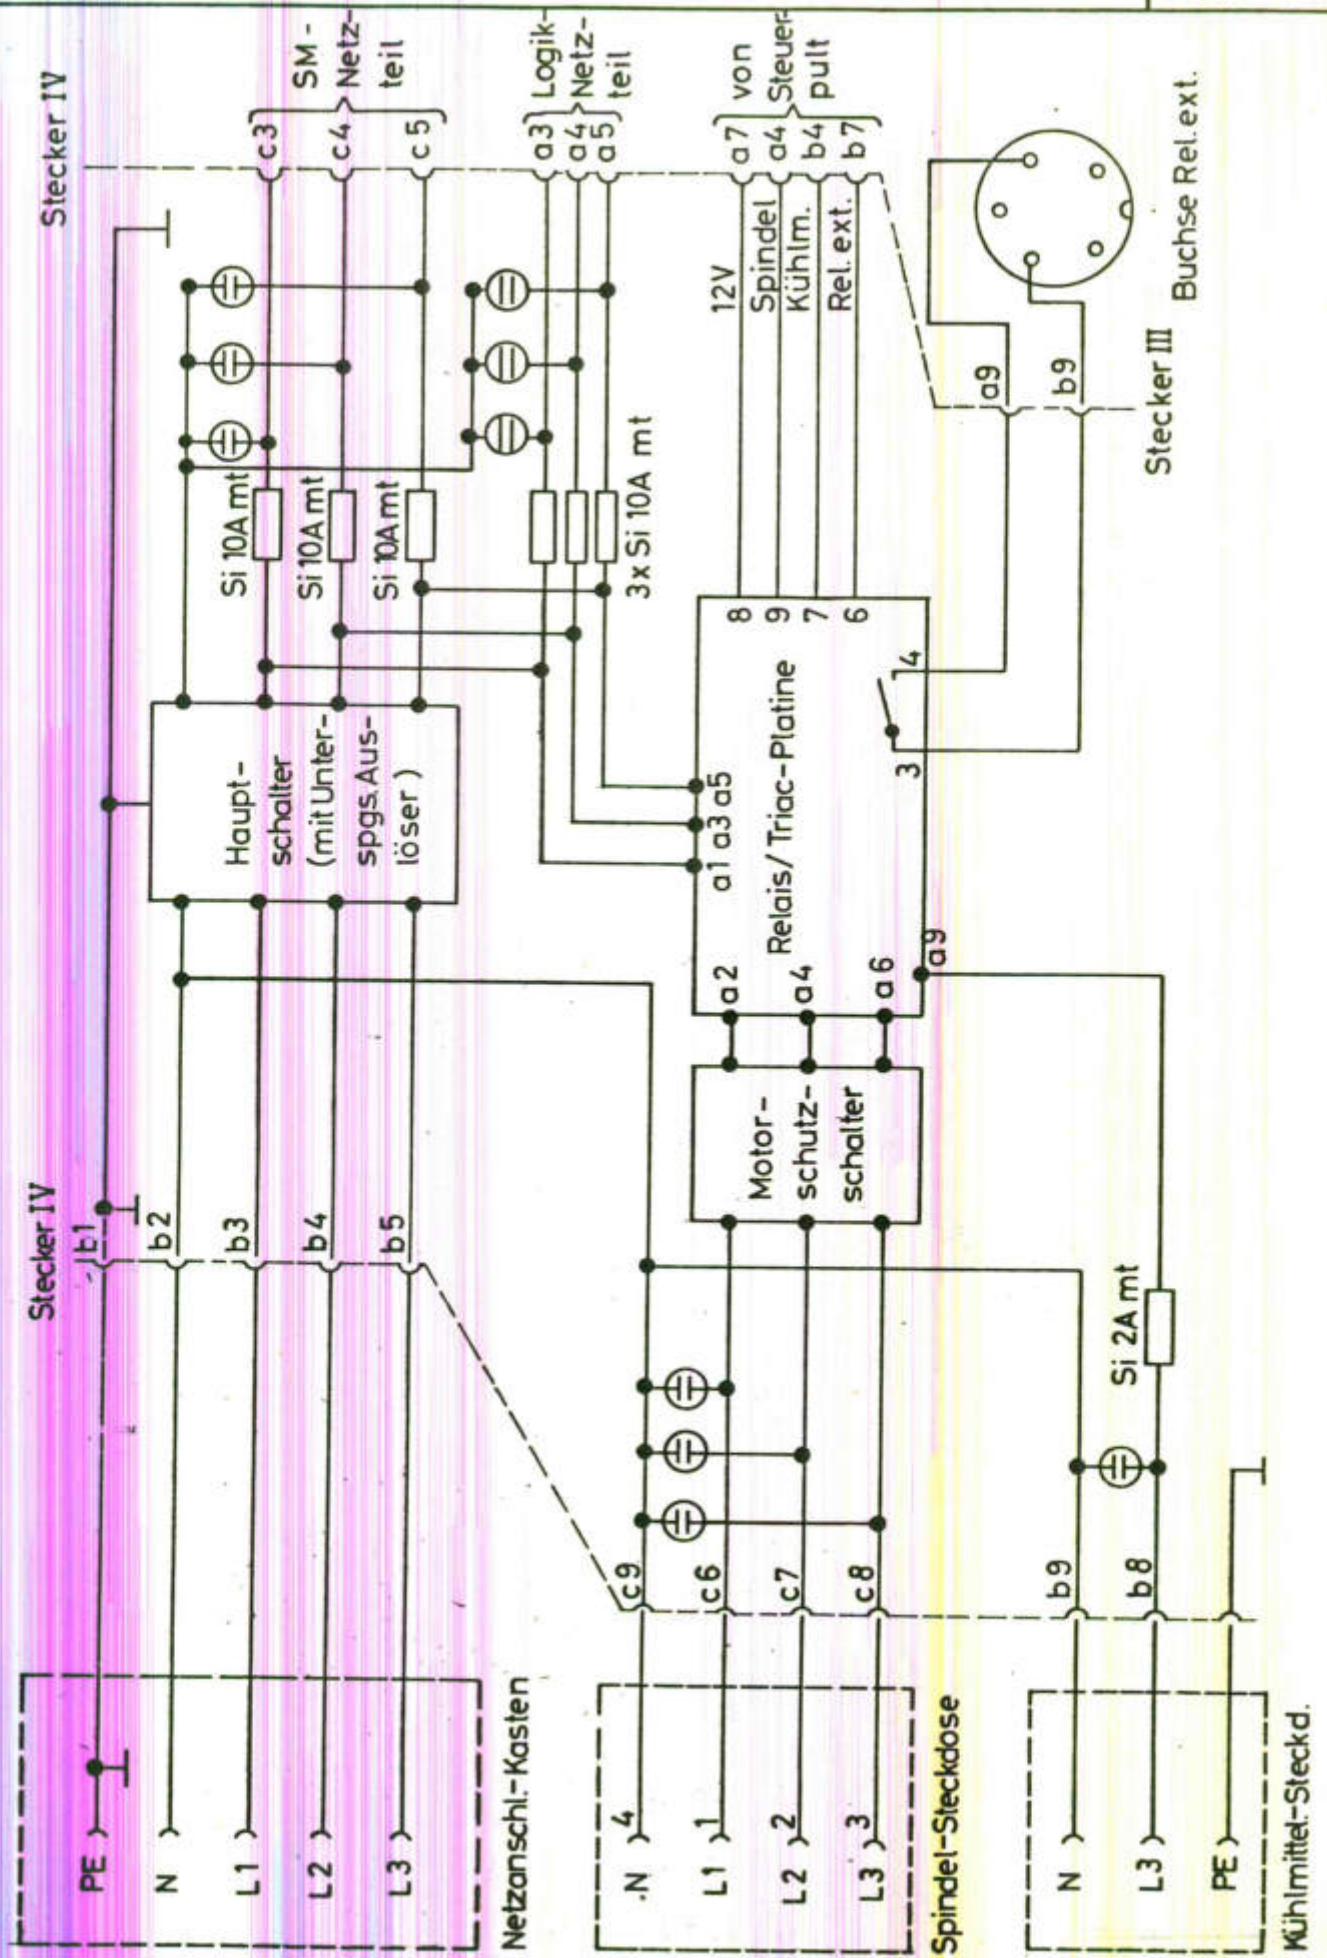 Stecker IV
Stecker IV
PE
b1
N
b2
L1
b3
L2
b4
L3
b5
Netzanschl.-Kasten
Haupt-
schalter
(mit Unter-
spgs. Aus-
löser)
Si 10A mt
Si 10A mt
Si 10A mt
c3
c4
c5
SM-
Netz-
teil
3x Si 10A mt
a3
a4
a5
Logik-
Netz-
teil
N
4
c9
L1
1
c6
L2
2
c7
L3
3
c8
Spindel-Steckdose
Motor-
schutz-
schalter
a2
a4
a6
a9
a1 a3 a5
Relais/Triac-Platine
8
9
7
6
3
4
12V
Spindel
Kühlm.
Rel. ext.
a7
a4
b4
b7
von
Steuer-
pult
a9
b9
Stecker III
Buchse Rel. ext.
N
b9
L3
b8
Si 2A mt
PE
Kühlmittel-Steckd.